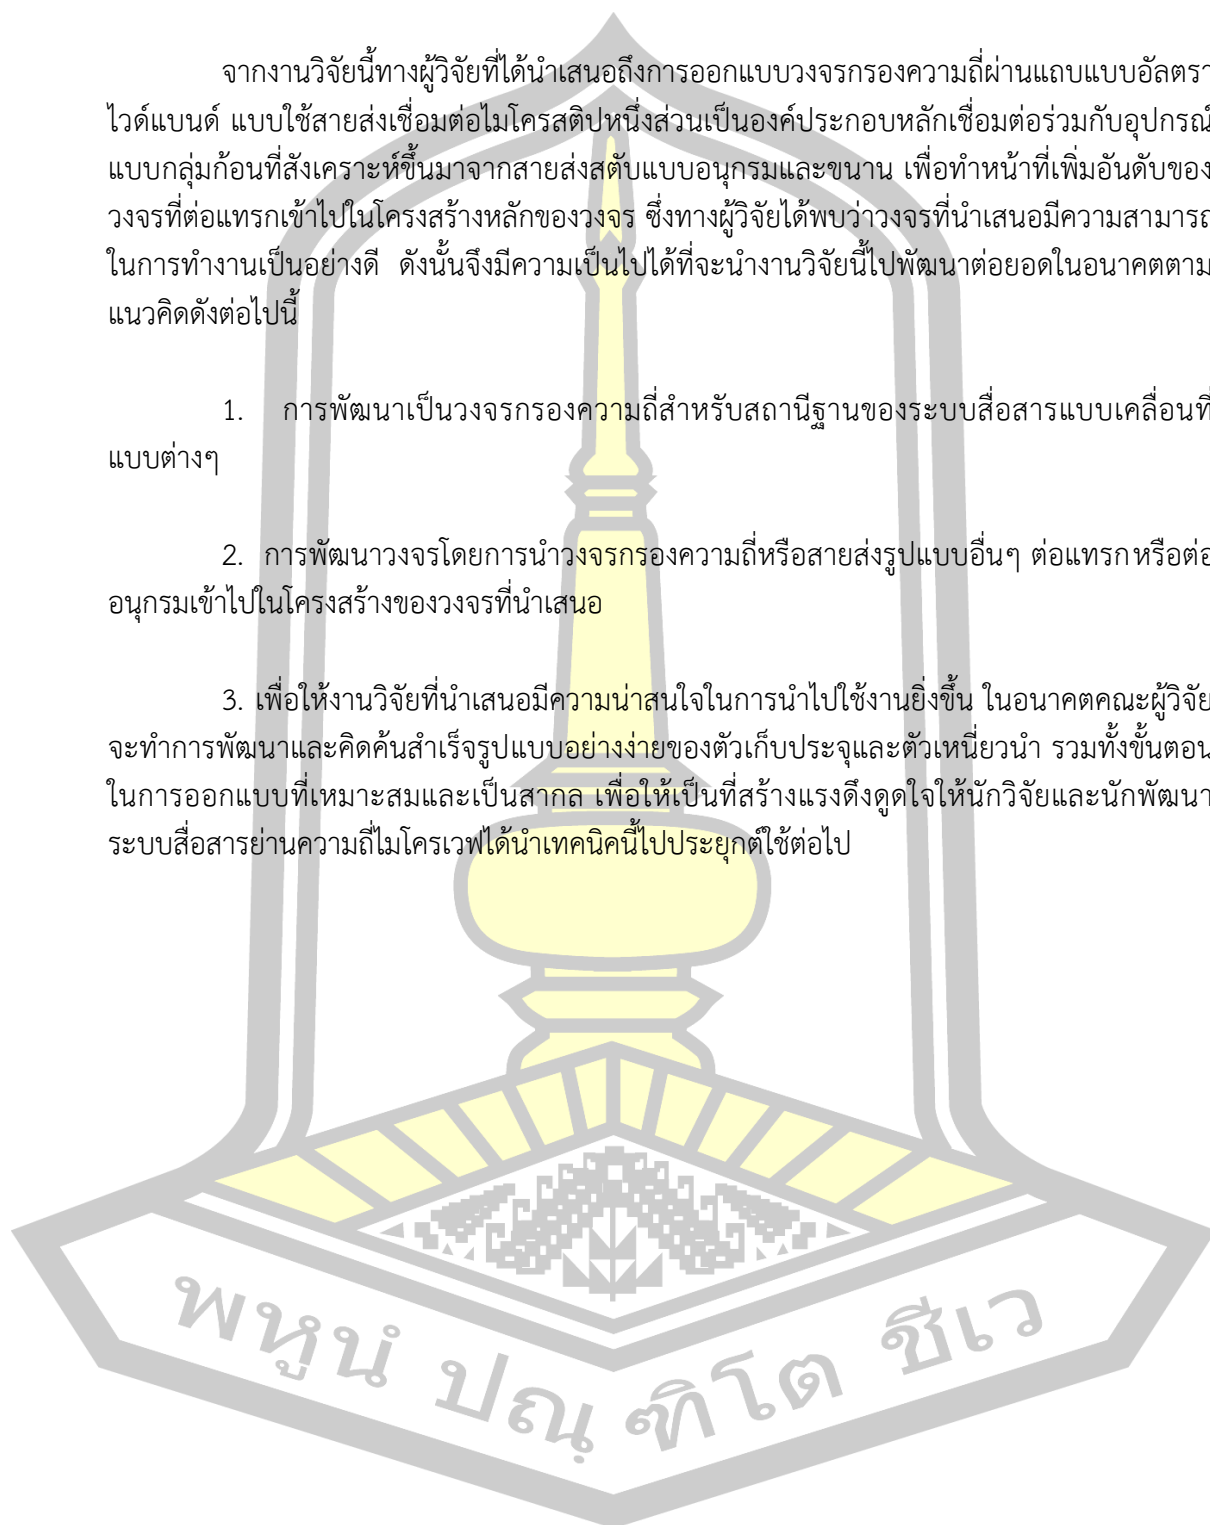 จากงานวิจัยนี้ทางผู้วิจัยที่ได้นำเสนอถึงการออกแบบวงจรกรองความถี่ผ่านแถบแบบอัลตรา
ไวด์แบนด์ แบบใช้สายส่งเชื่อมต่อไมโครสติปหนึ่งส่วนเป็นองค์ประกอบหลักเชื่อมต่อร่วมกับอุปกรณ์
แบบกลุ่มก้อนที่สังเคราะห์ขึ้นมาจากสายส่งสตับแบบอนุกรมและขนาน เพื่อทำหน้าที่เพิ่มอันดับของ
วงจรที่ต่อแทรกเข้าไปในโครงสร้างหลักของวงจร ซึ่งทางผู้วิจัยได้พบว่าวงจรที่นำเสนอมีความสามารถ
ในการทำงานเป็นอย่างดี ดังนั้นจึงมีความเป็นไปได้ที่จะนำงานวิจัยนี้ไปพัฒนาต่อยอดในอนาคตตาม
แนวคิดดังต่อไปนี้
1. การพัฒนาเป็นวงจรกรองความถี่สำหรับสถานีฐานของระบบสื่อสารแบบเคลื่อนที่
แบบต่างๆ
2. การพัฒนาวงจรโดยการนำวงจรกรองความถี่หรือสายส่งรูปแบบอื่นๆ ต่อแทรกหรือต่อ
อนุกรมเข้าไปในโครงสร้างของวงจรที่นำเสนอ
3. เพื่อให้งานวิจัยที่นำเสนอมีความน่าสนใจในการนำไปใช้งานยิ่งขึ้น ในอนาคตคณะผู้วิจัย
จะทำการพัฒนาและคิดค้นสำเร็จรูปแบบอย่างง่ายของตัวเก็บประจุและตัวเหนี่ยวนำ รวมทั้งขั้นตอน
ในการออกแบบที่เหมาะสมและเป็นสากล เพื่อให้เป็นที่สร้างแรงดึงดูดใจให้นักวิจัยและนักพัฒนา
ระบบสื่อสารย่านความถี่ไมโครเวฟได้นำเทคนิคนี้ไปประยุกต์ใช้ต่อไป
พหูนํ ปณฺฑิโต ชีเว